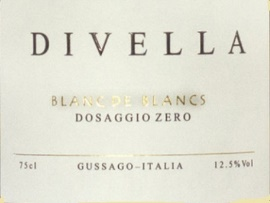 DIVELLA
BLANC DE BLANCS
DOSAGGIO ZERO
75cl GUSSAGO-ITALIA 12.5% Vol